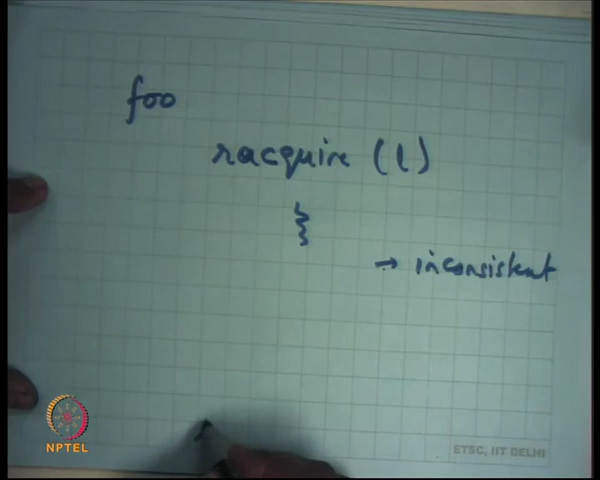 foo
racquire (l)
→ inconsistent
NPTEL
ETSC, IIT DELHI